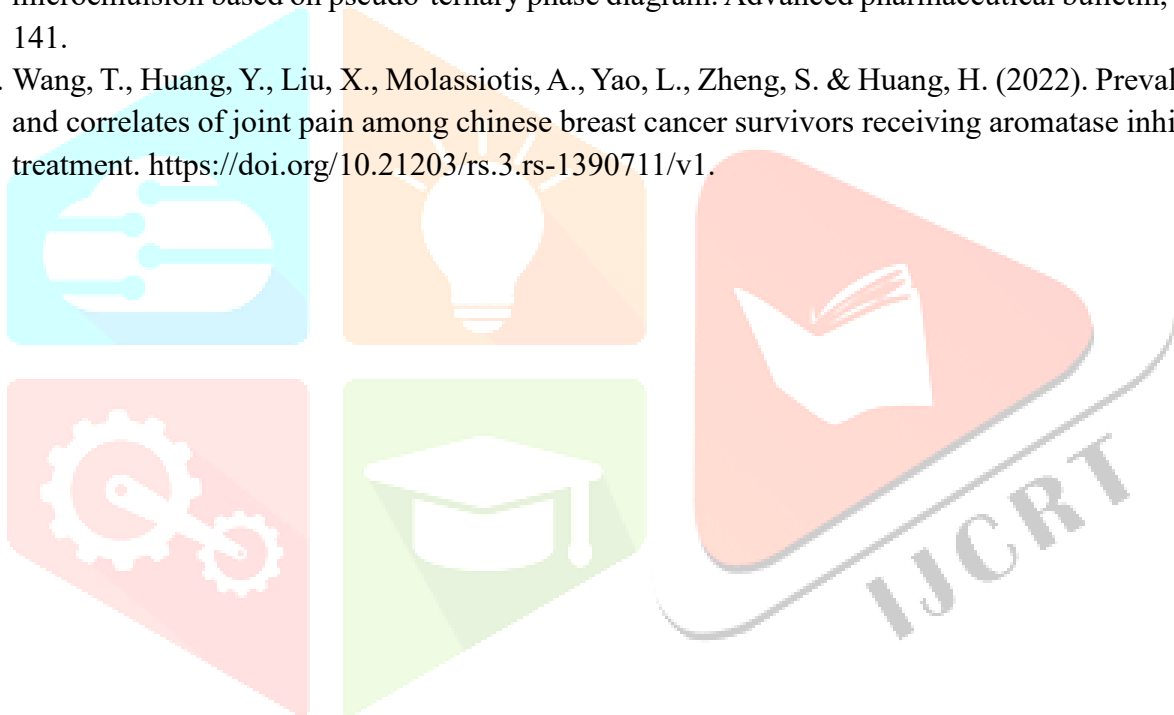 microemulsion based on pseudo-ternary phase diagram. Advanced pharmaceutical bulletin,
141.
Wang, T., Huang, Y., Liu, X., Molassiotis, A., Yao, L., Zheng, S. & Huang, H. (2022). Preval
and correlates of joint pain among chinese breast cancer survivors receiving aromatase inhi
treatment. https://doi.org/10.21203/rs.3.rs-1390711/v1.
IJCRT